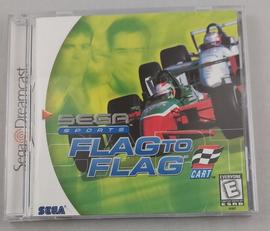 Sega Dreamcast
SEGA
SPORTS
FLAG TO
FLAG
CART
SEGA
EVERYONE
E
ESRB